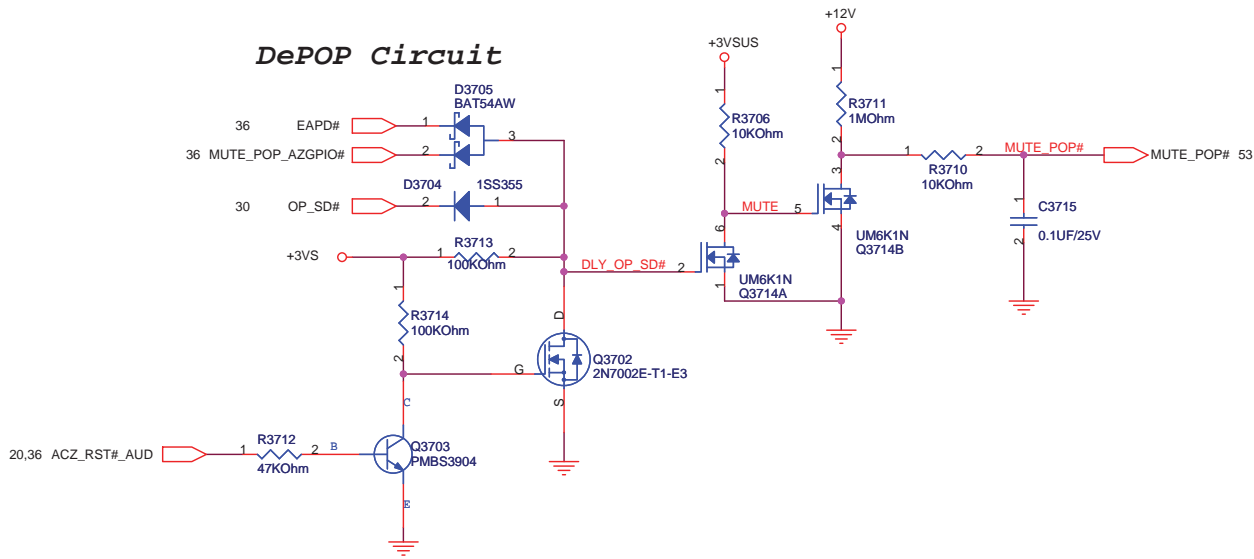 DePOP Circuit
+12V
+3VSUS
D3705
BAT54AW
36 EAPD# 1
3
36 MUTE_POP_AZGPIO# 2
1
R3706
10KOhm
2
1
R3711
1MOhm
2
D3704 1SS355
30 OP_SD# 2 1
MUTE 5
3
4
UM6K1N
Q3714B
1 R3710 2
10KOhm
MUTE_POP#
MUTE_POP# 53
1
C3715
2
0.1UF/25V
+3VS
1 R3713 2
100KOhm
DLY_OP_SD# 2
6
1
UM6K1N
Q3714A
1
R3714
100KOhm
2
D
G
S
Q3702
2N7002E-T1-E3
C
20,36 ACZ_RST#_AUD
1 R3712 2
47KOhm
B
Q3703
PMBS3904
E